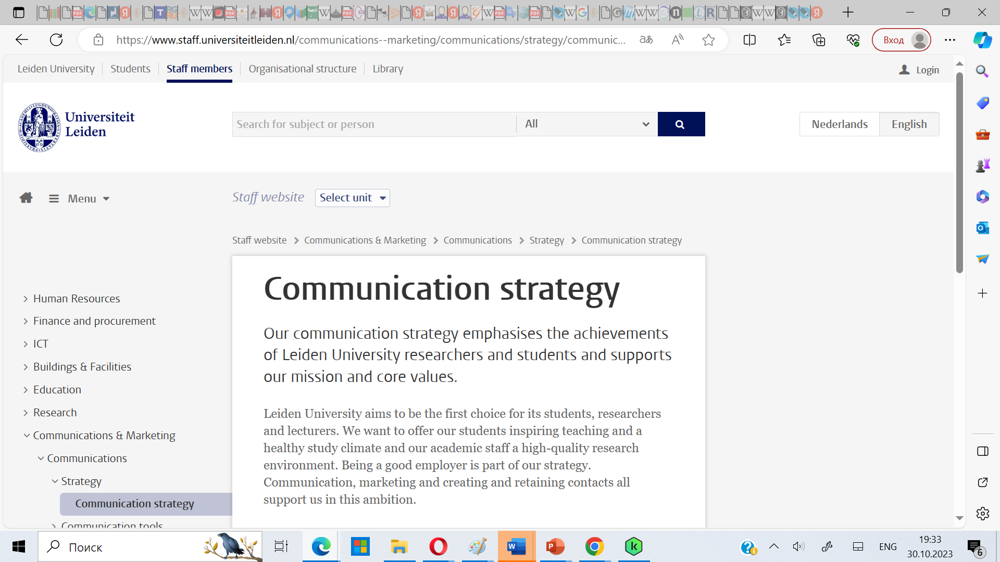 https://www.staff.universiteitleiden.nl/communications--marketing/communications/strategy/communic...
Вход
Leiden University
Students
Staff members
Organisational structure
Library
Login
Universiteit
Leiden
Search for subject or person
All
Nederlands
English
Menu
Staff website
Select unit
Staff website
Communications & Marketing
Communications
Strategy
Communication strategy
Human Resources
Finance and procurement
ICT
Buildings & Facilities
Education
Research
Communications & Marketing
Communications
Strategy
Communication strategy
Communication tools
Communication strategy
Our communication strategy emphasises the achievements
of Leiden University researchers and students and supports
our mission and core values.
Leiden University aims to be the first choice for its students, researchers
and lecturers. We want to offer our students inspiring teaching and a
healthy study climate and our academic staff a high-quality research
environment. Being a good employer is part of our strategy.
Communication, marketing and creating and retaining contacts all
support us in this ambition.
Поиск
ENG
19:33
30.10.2023
6